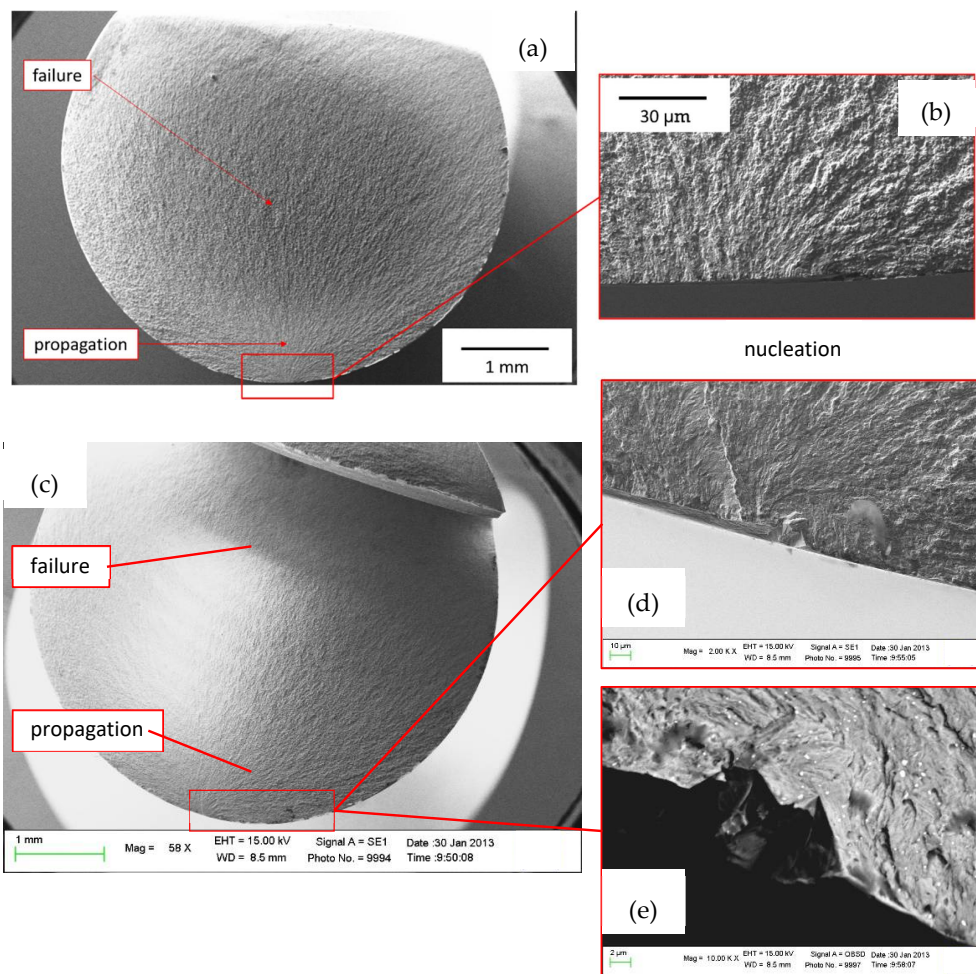 (a)
failure
propagation
1 mm
(b)
30 µm
nucleation
(c)
failure
propagation
1 mm
Mag = 58 X
EHT = 15.00 kV
WD = 8.5 mm
Signal A = SE1
Photo No. = 9994
Date :30 Jan 2013
Time :9:50:08
(d)
10 µm
Mag = 2.00 K X
EHT = 15.00 kV
WD = 8.5 mm
Signal A = SE1
Photo No. = 9995
Date :30 Jan 2013
Time :9:55:05
(e)
2 µm
Mag = 10.00 K X
EHT = 15.00 kV
WD = 8.5 mm
Signal A = QBSD
Photo No. = 9997
Date :30 Jan 2013
Time :9:58:07